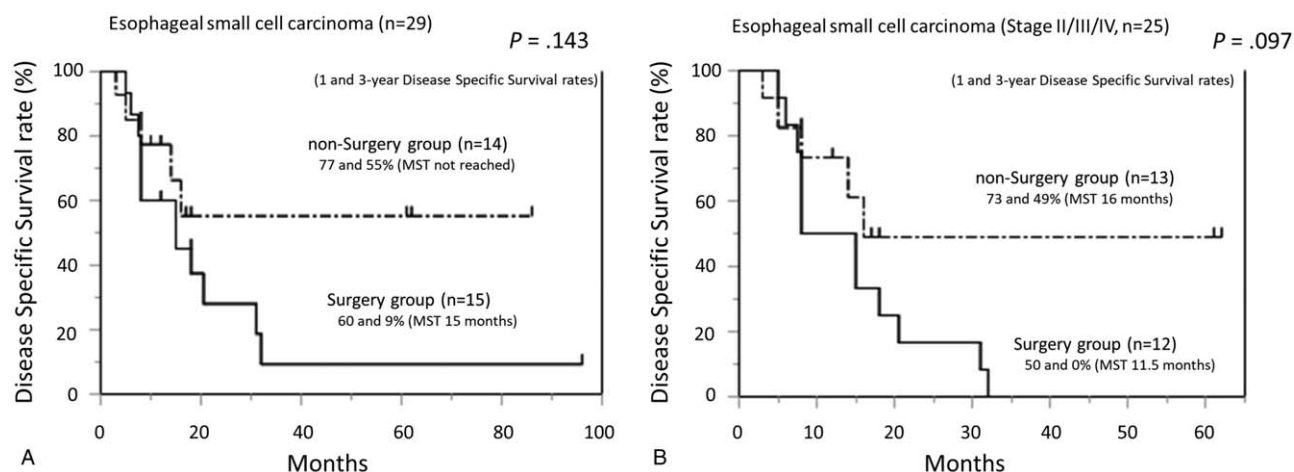 Esophageal small cell carcinoma (n=29)
P = .143
Disease Specific Survival rate (%)
100
80
60
40
20
0
(1 and 3-year Disease Specific Survival rates)
non-Surgery group (n=14)
77 and 55% (MST not reached)
Surgery group (n=15)
60 and 9% (MST 15 months)
0 20 40 60 80 100
A
Months
Esophageal small cell carcinoma (Stage II/III/IV, n=25)
P = .097
Disease Specific Survival rate (%)
100
80
60
40
20
0
(1 and 3-year Disease Specific Survival rates)
non-Surgery group (n=13)
73 and 49% (MST 16 months)
Surgery group (n=12)
50 and 0% (MST 11.5 months)
0 10 20 30 40 50 60
B
Months